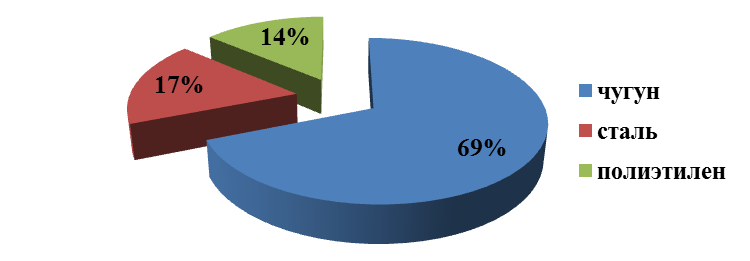 14%
17%
69%
чугун
сталь
полиэтилен